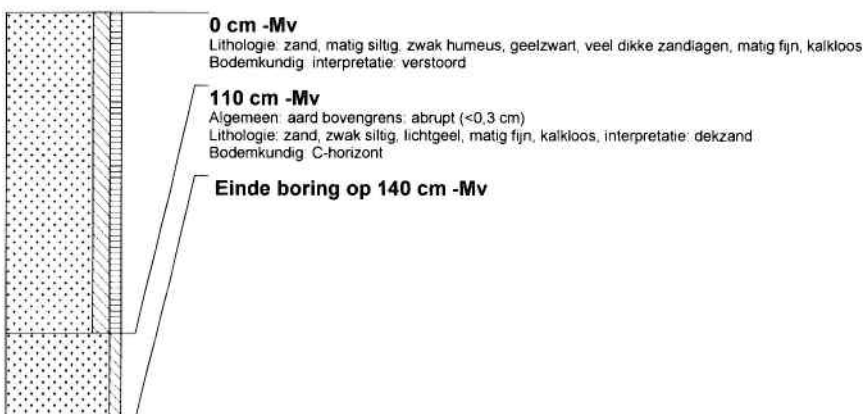 0 cm -Mv
Lithologie: zand, matig siltig, zwak humeus, geelzwart, veel dikke zandlagen, matig fijn, kalkloos
Bodemkundig: interpretatie: verstoord
110 cm -Mv
Algemeen: aard bovengrens: abrupt (<0,3 cm)
Lithologie: zand, zwak siltig, lichtgeel, matig fijn, kalkloos, interpretatie: dekzand
Bodemkundig: C-horizont
Einde boring op 140 cm -Mv